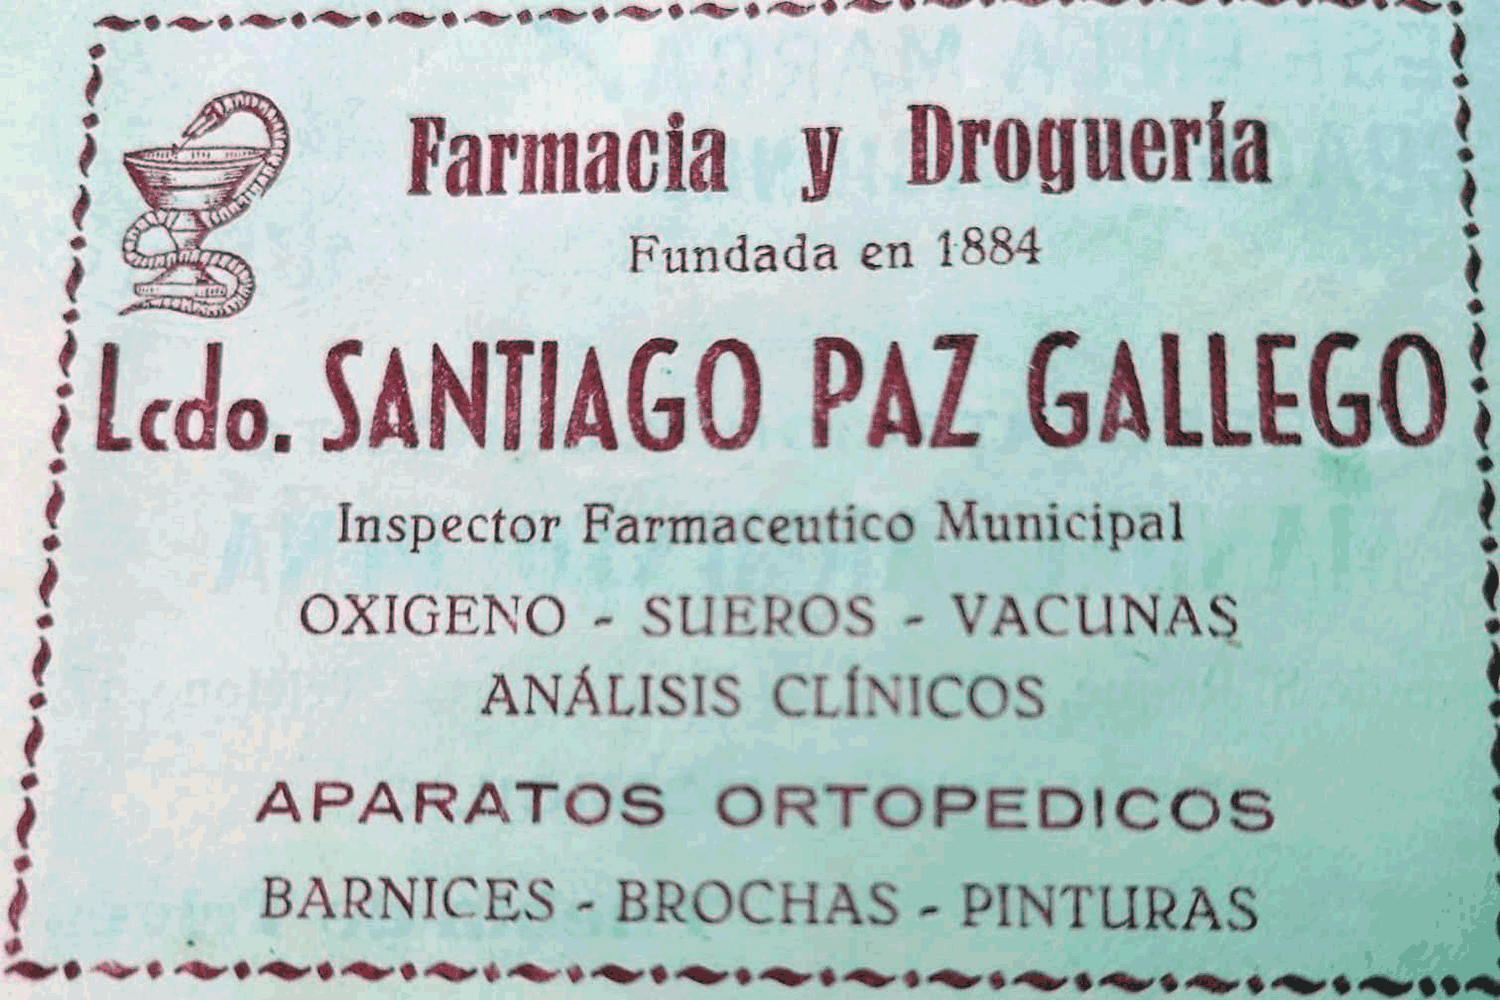 Farmacia y Droguería
Fundada en 1884
Lcdo. SANTIAGO PAZ GALLEGO
Inspector Farmaceutico Municipal
OXIGENO - SUEROS - VACUNAS
ANÁLISIS CLÍNICOS
APARATOS ORTOPEDICOS
BARNICES - BROCHAS - PINTURAS